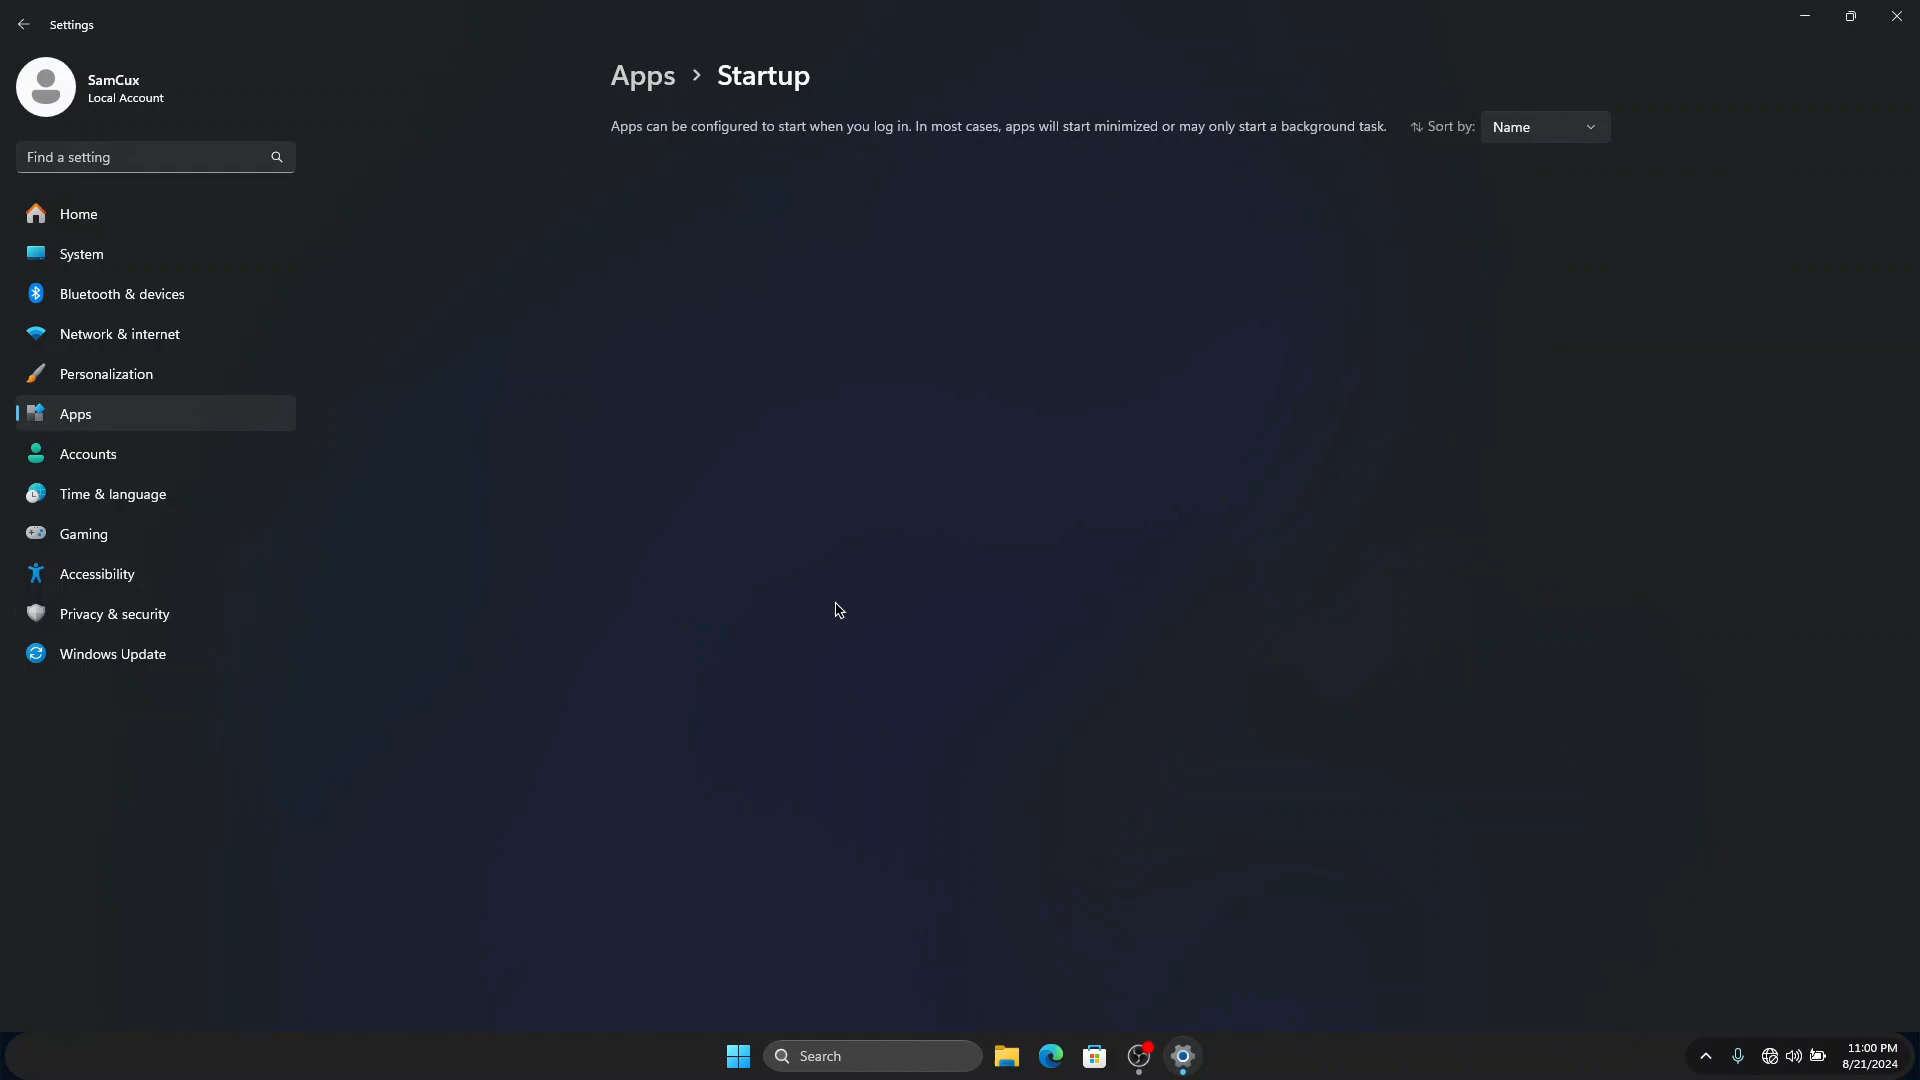 Settings
SamCux
Local Account
Find a setting
Home
System
Bluetooth & devices
Network & internet
Personalization
Apps
Accounts
Time & language
Gaming
Accessibility
Privacy & security
Windows Update
Apps > Startup
Apps can be configured to start when you log in. In most cases, apps will start minimized or may only start a background task.
Sort by: Name
Search
11:00 PM
8/21/2024